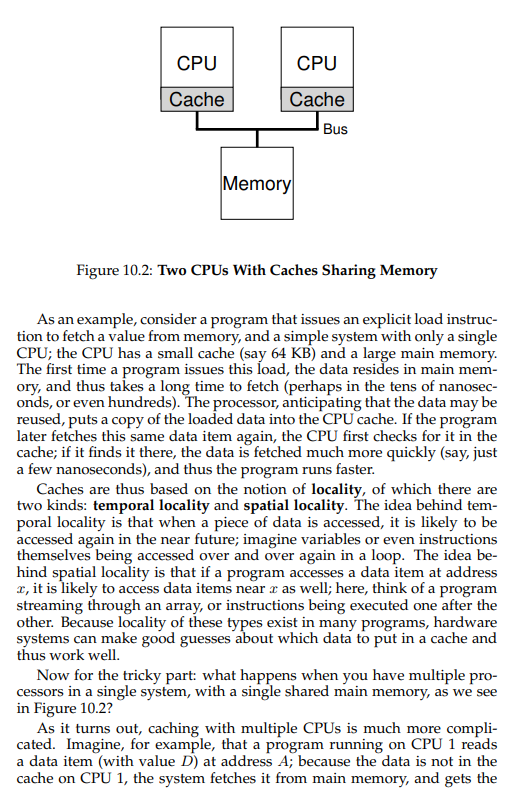 CPU CPU
Cache Cache
Bus
Memory
Figure 10.2: Two CPUs With Caches Sharing Memory
As an example, consider a program that issues an explicit load instruc-
tion to fetch a value from memory, and a simple system with only a single
CPU; the CPU has a small cache (say 64 KB) and a large main memory.
The first time a program issues this load, the data resides in main mem-
ory, and thus takes a long time to fetch (perhaps in the tens of nanosec-
onds, or even hundreds). The processor, anticipating that the data may be
reused, puts a copy of the loaded data into the CPU cache. If the program
later fetches this same data item again, the CPU first checks for it in the
cache; if it finds it there, the data is fetched much more quickly (say, just
a few nanoseconds), and thus the program runs faster.
Caches are thus based on the notion of locality, of which there are
two kinds: temporal locality and spatial locality. The idea behind tem-
poral locality is that when a piece of data is accessed, it is likely to be
accessed again in the near future; imagine variables or even instructions
themselves being accessed over and over again in a loop. The idea be-
hind spatial locality is that if a program accesses a data item at address
x, it is likely to access data items near x as well; here, think of a program
streaming through an array, or instructions being executed one after the
other. Because locality of these types exist in many programs, hardware
systems can make good guesses about which data to put in a cache and
thus work well.
Now for the tricky part: what happens when you have multiple pro-
cessors in a single system, with a single shared main memory, as we see
in Figure 10.2?
As it turns out, caching with multiple CPUs is much more compli-
cated. Imagine, for example, that a program running on CPU 1 reads
a data item (with value D) at address A; because the data is not in the
cache on CPU 1, the system fetches it from main memory, and gets the